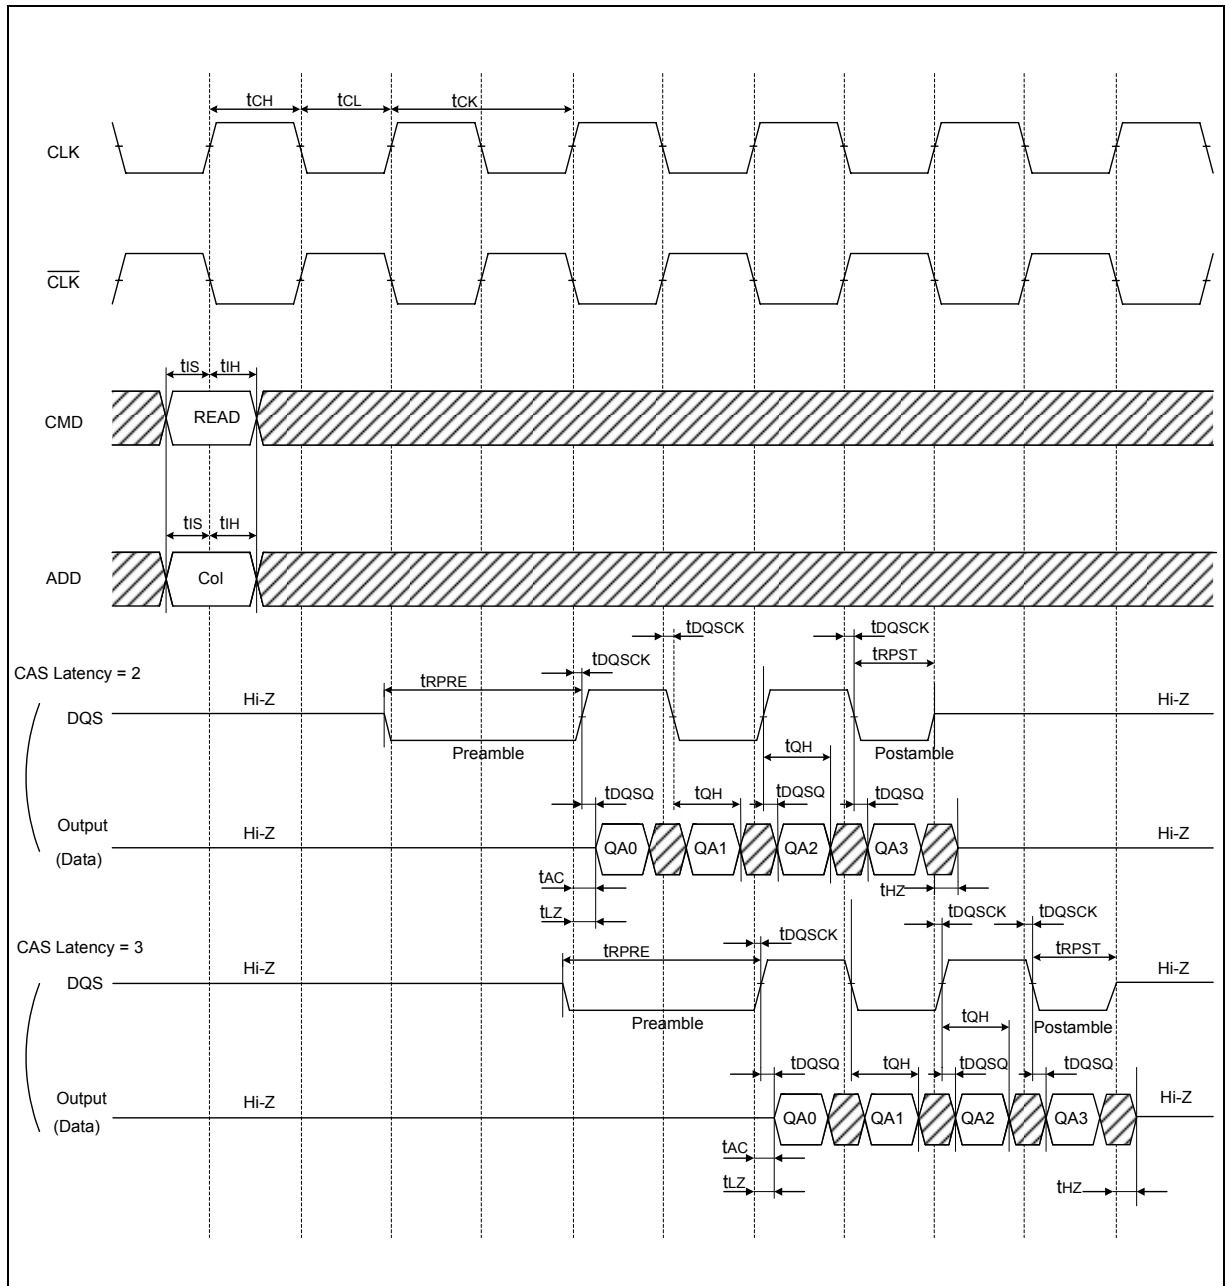 tCH tCL tCK
CLK
CLK
tIS tIH
CMD READ
tIS tIH
ADD Col
tDQSCK tDQSCK
CAS Latency = 2 tDQSCK tRPST
tRPRE
Hi-Z Hi-Z
DQS
Preamble Postamble
tQH
tDQSQ tQH tDQSQ tDQSQ
Output Hi-Z Hi-Z
(Data) QA0 QA1 QA2 QA3
tAC tHZ
tLZ
tDQSCK tDQSCK
CAS Latency = 3 tDQSCK
tRPRE tRPST
Hi-Z Hi-Z
DQS
Preamble Postamble
tQH
tDQSQ tQH tDQSQ tDQSQ
Output Hi-Z Hi-Z
(Data) QA0 QA1 QA2 QA3
tAC
tLZ tHZ